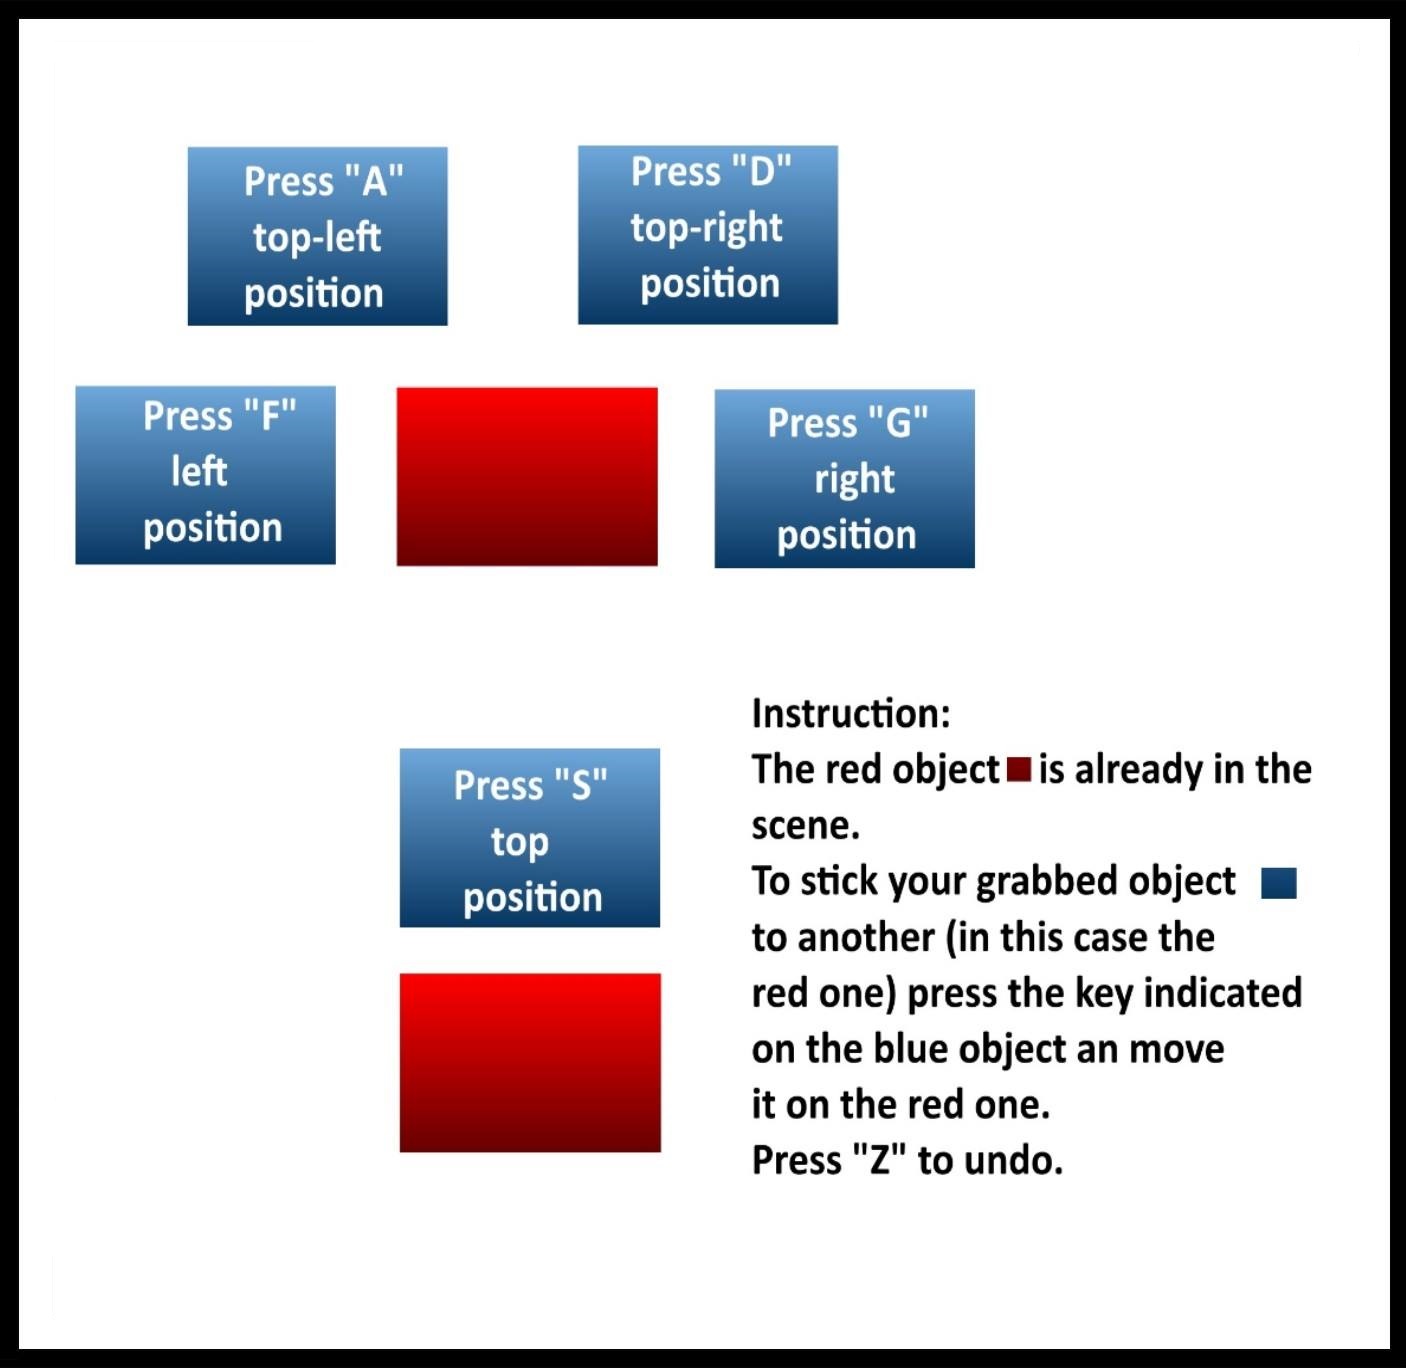 Press "A"
top-left
position
Press "D"
top-right
position
Press "F"
left
position
Press "G"
right
position
Press "S"
top
position
Instruction:
The red object is already in the
scene.
To stick your grabbed object
to another (in this case the
red one) press the key indicated
on the blue object an move
it on the red one.
Press "Z" to undo.